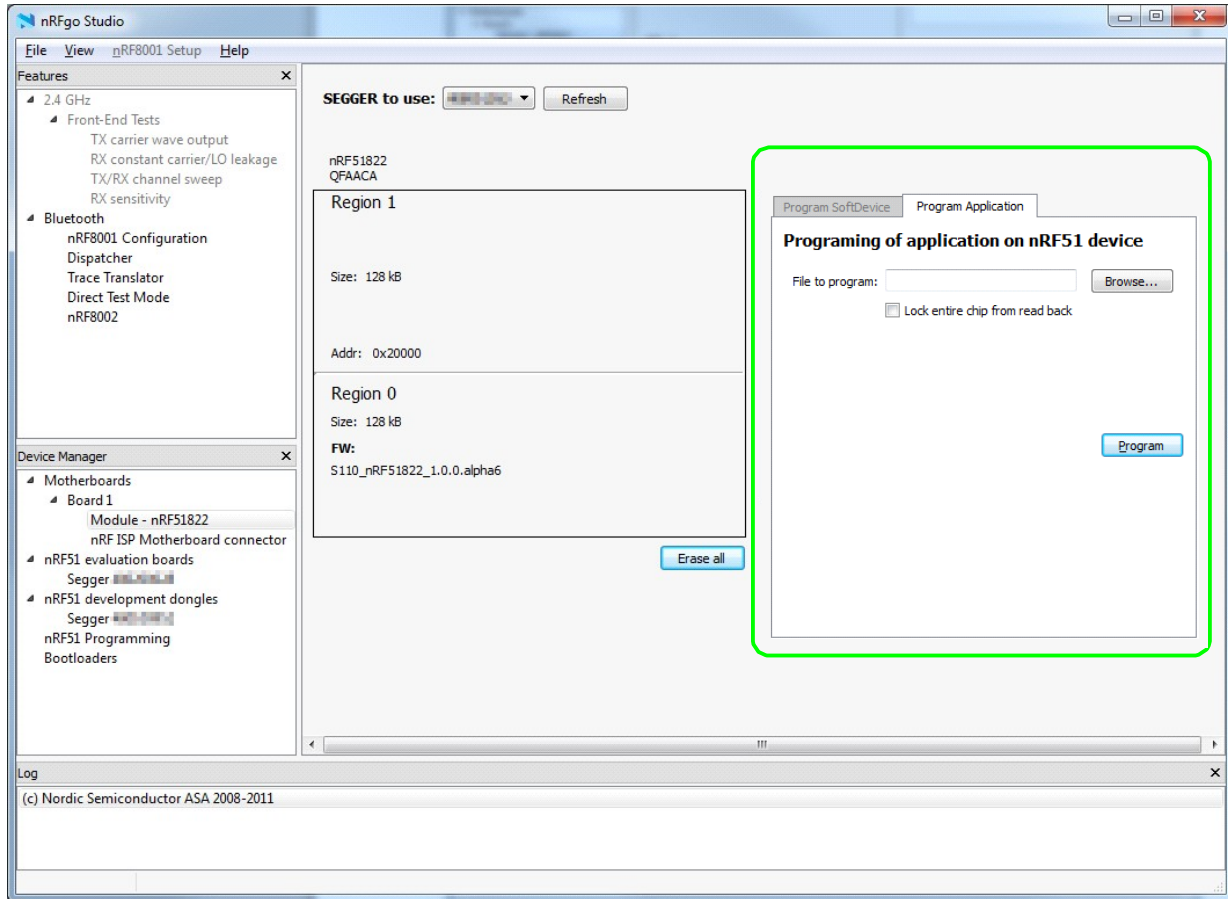 nRFgo Studio
File View nRF8001 Setup Help
Features
2.4 GHz
Front-End Tests
TX carrier wave output
RX constant carrier/LO leakage
TX/RX channel sweep
RX sensitivity
Bluetooth
nRF8001 Configuration
Dispatcher
Trace Translator
Direct Test Mode
nRF8002
Device Manager
Motherboards
Board 1
Module - nRF51822
nRF ISP Motherboard connector
nRF51 evaluation boards
Segger
nRF51 development dongles
Segger
nRF51 Programming
Bootloaders
SEGGER to use: Refresh
nRF51822
QFAACA
Region 1
Size: 128 kB
Addr: 0x20000
Region 0
Size: 128 kB
FW:
S110_nRF51822_1.0.0.alpha6
Erase all
Program SoftDevice Program Application
Programing of application on nRF51 device
File to program: Browse...
Lock entire chip from read back
Program
Log
(c) Nordic Semiconductor ASA 2008-2011